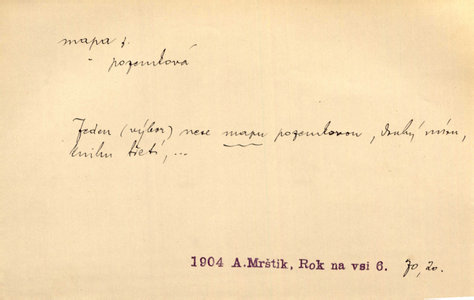 mapa f.
" pozemková
Jeden (výbor) nese mapu pozemkovou, druhý míru,
knihu třetí, ...
1904 A.Mrštík, Rok na vsi 6. 70, 20.